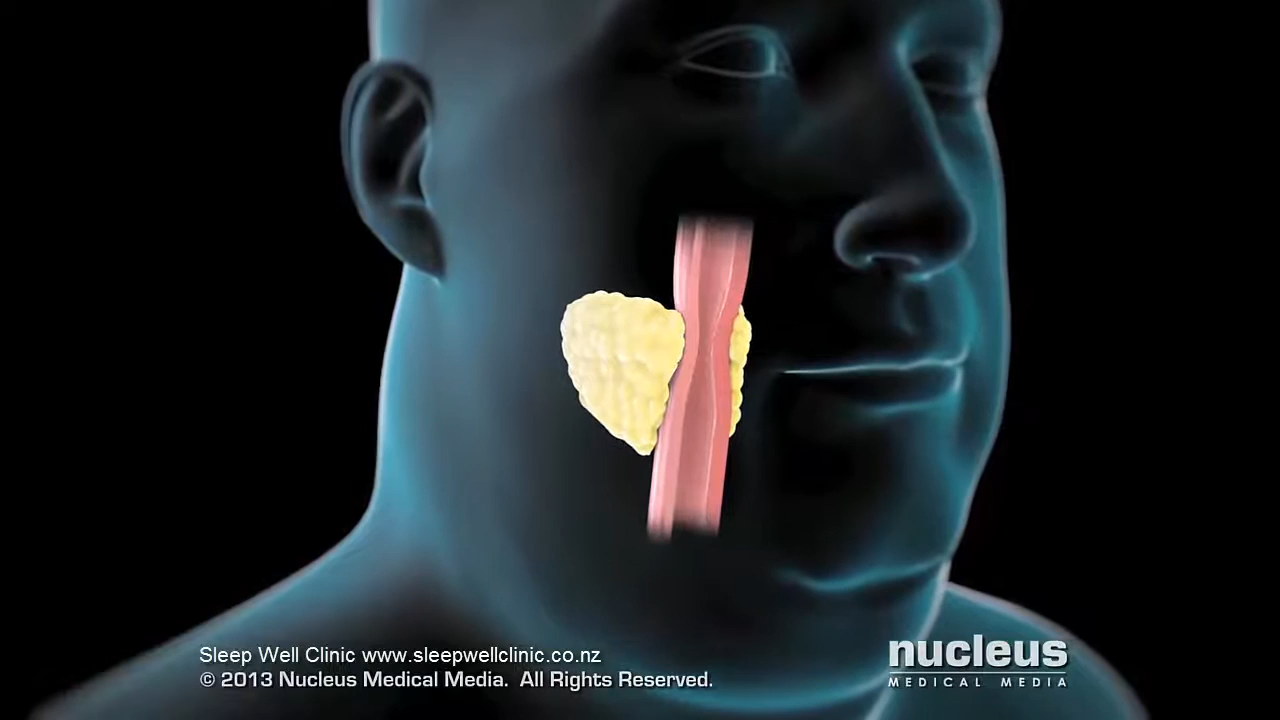 Sleep Well Clinic www.sleepwellclinic.co.nz
© 2013 Nucleus Medical Media. All Rights Reserved.
nucleus
MEDICAL MEDIA